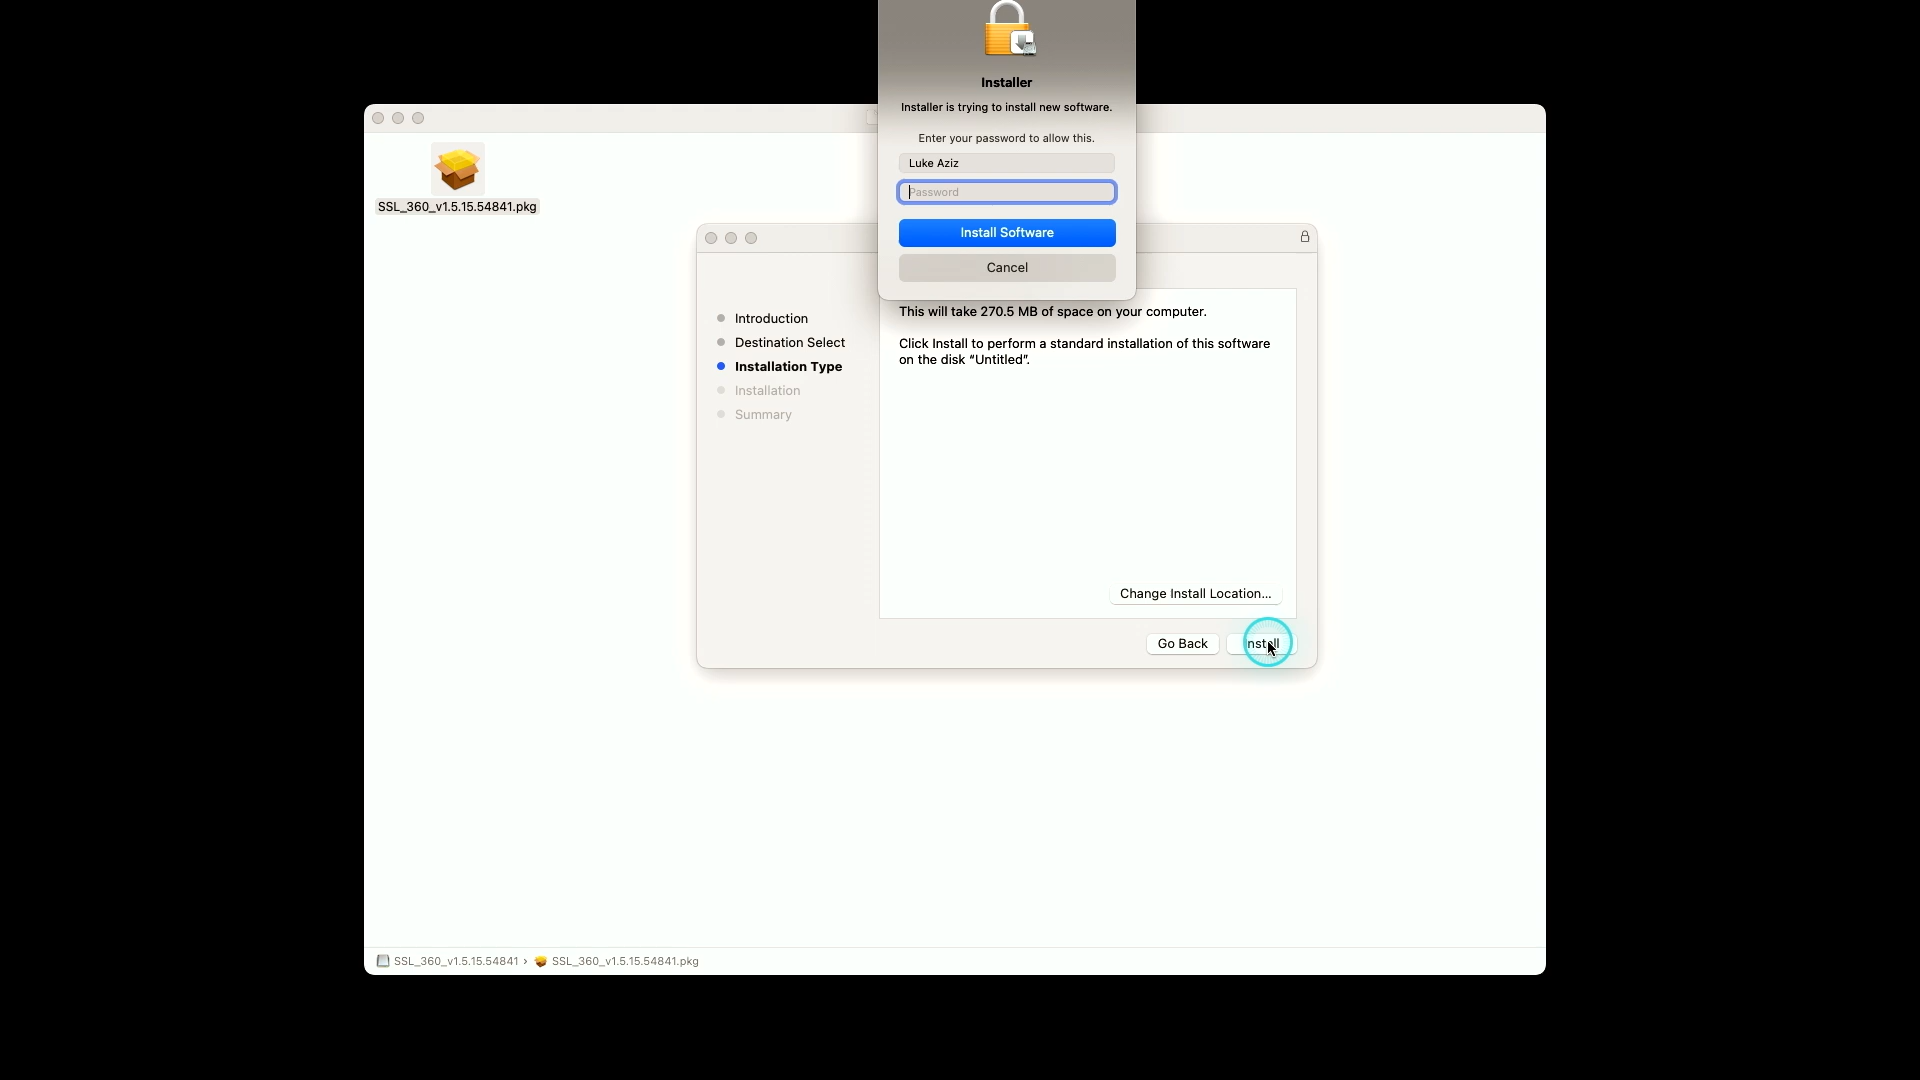 Installer
Installer is trying to install new software.
Enter your password to allow this.
Luke Aziz
Password
Install Software
Cancel
SSL_360_v1.5.15.54841.pkg
This will take 270.5 MB of space on your computer.
Click Install to perform a standard installation of this software
on the disk “Untitled”.
Introduction
Destination Select
Installation Type
Installation
Summary
Change Install Location...
Go Back
Install
SSL_360_v1.5.15.54841 › SSL_360_v1.5.15.54841.pkg